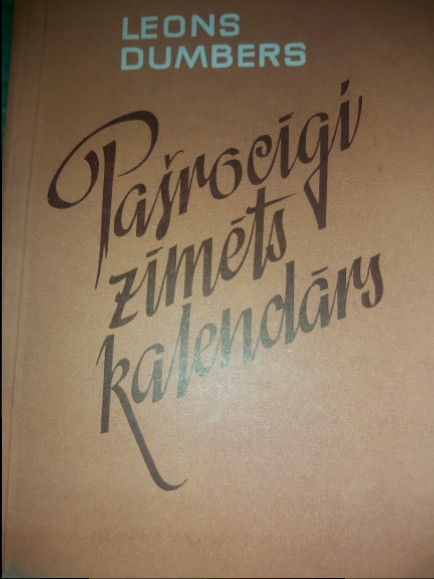 LEONS
DUMBERS
Pašrocīgi
zīmēts
kalendārs